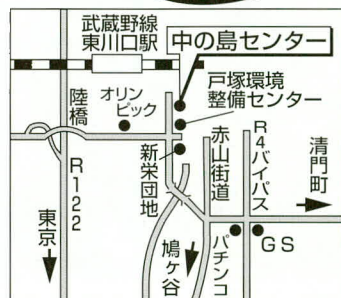 武蔵野線
東川口駅
中の島センター
戸塚環境
整備センター
オリン
ピック
陸橋
赤山街道
R4バイパス
清門町
新栄団地
R122
東京
鳩ヶ谷
パチンコ
GS